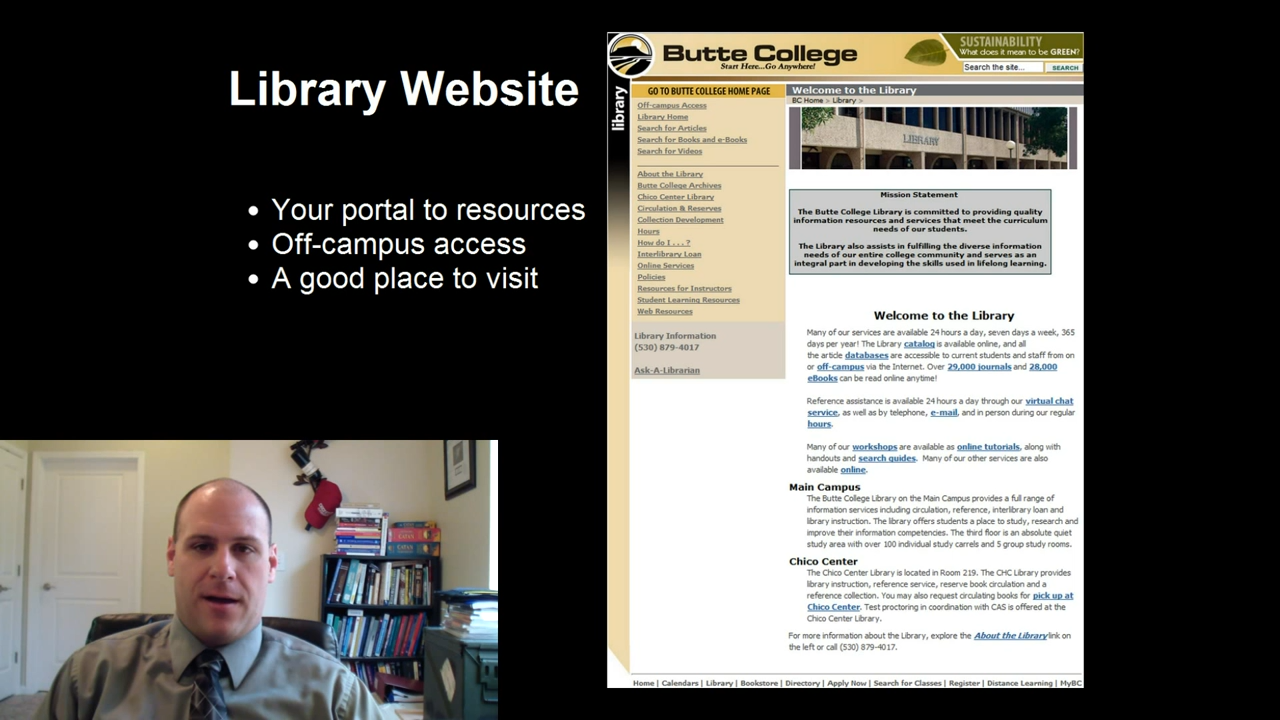 Library Website
• Your portal to resources
• Off-campus access
• A good place to visit
Butte College
Start Here...Go Anywhere!
SUSTAINABILITY
What does it mean to be GREEN?
Search the site...
SEARCH
library
GO TO BUTTE COLLEGE HOME PAGE
Off-campus Access
Library Home
Search for Articles
Search for Books and e-Books
Search for Videos
About the Library
Butte College Archives
Chico Center Library
Circulation & Reserves
Collection Development
Hours
How do I . . . ?
Interlibrary Loan
Online Services
Policies
Resources for Instructors
Student Learning Resources
Web Resources
Library Information
(530) 879-4017
Ask-A-Librarian
Welcome to the Library
BC Home > Library >
LIBRARY
Mission Statement
The Butte College Library is committed to providing quality
information resources and services that meet the curriculum
needs of our students.
The Library also assists in fulfilling the diverse information
needs of our entire college community and serves as an
integral part in developing the skills used in lifelong learning.
Welcome to the Library
Many of our services are available 24 hours a day, seven days a week, 365
days per year! The Library catalog is available online, and all
the article databases are accessible to current students and staff from on
or off-campus via the Internet. Over 29,000 journals and 28,000
eBooks can be read online anytime!
Reference assistance is available 24 hours a day through our virtual chat
service, as well as by telephone, e-mail, and in person during our regular
hours.
Many of our workshops are available as online tutorials, along with
handouts and search guides. Many of our other services are also
available online.
Main Campus
The Butte College Library on the Main Campus provides a full range of
information services including circulation, reference, interlibrary loan and
library instruction. The library offers students a place to study, research and
improve their information competencies. The third floor is an absolute quiet
study area with over 100 individual study carrels and 5 group study rooms.
Chico Center
The Chico Center Library is located in Room 219. The CHC Library provides
library instruction, reference service, reserve book circulation and a
reference collection. You may also request circulating books for pick up at
Chico Center. Test proctoring in coordination with CAS is offered at the
Chico Center Library.
For more information about the Library, explore the About the Library link on
the left or call (530) 879-4017.
Home | Calendars | Library | Bookstore | Directory | Apply Now | Search for Classes | Register | Distance Learning | MyBC